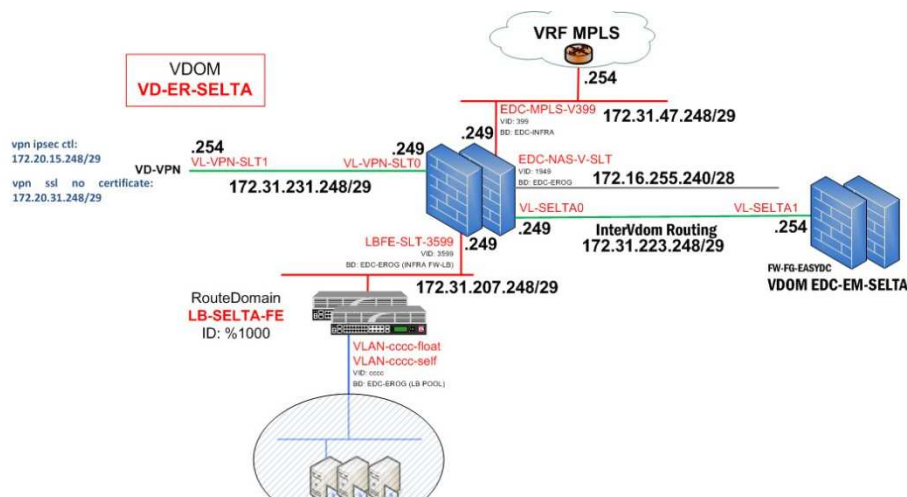 VRF MPLS
.254
VDOM
VD-ER-SELTA
EDC-MPLS-V399
VID: 399
BD: EDC-INFRA
172.31.47.248/29
.249
vpn ipsec ctl:
172.20.15.248/29
vpn ssl no certificate:
172.20.31.248/29
VD-VPN
.254
VL-VPN-SLT1
.249
VL-VPN-SLT0
172.31.231.248/29
EDC-NAS-V-SLT
VID: 1949
BD: EDC-EROG
172.16.255.240/28
VL-SELTA0
.249
VL-SELTA1
.254
InterVdom Routing
172.31.223.248/29
FW-FG-EASYDC
VDOM EDC-EM-SELTA
LBFE-SLT-3599
VID: 3599
BD: EDC-EROG (INFRA FW-LB)
.249
172.31.207.248/29
RouteDomain
LB-SELTA-FE
ID: %1000
VLAN-cccc-float
VLAN-cccc-self
VID: cccc
BD: EDC-EROG (LB POOL)